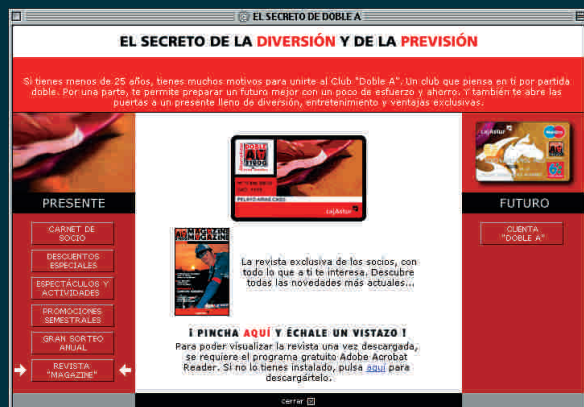 EL SECRETO DE DOBLE A
EL SECRETO DE LA DIVERSIÓN Y DE LA PREVISIÓN
Si tienes menos de 25 años, tienes muchos motivos para unirte al Club "Doble A". Un club que piensa en ti por partida
doble. Por una parte, te permite preparar un futuro mejor con un poco de esfuerzo y ahorro. Y también te abre las
puertas a un presente lleno de diversión, entretenimiento y ventajas exclusivas.
PRESENTE
CARNET DE
SOCIO
DESCUENTOS
ESPECIALES
ESPECTÁCULOS Y
ACTIVIDADES
PROMOCIONES
SEMESTRALES
GRAN SORTEO
ANUAL
REVISTA
"MAGAZINE"
DOBLE
CajAstur
MAGAZINE
La revista exclusiva de los socios, con
todo lo que a ti te interesa. Descubre
todas las novedades más actuales...
¡ PINCHA AQUÍ Y ÉCHALE UN VISTAZO !
Para poder visualizar la revista una vez descargada,
se requiere el programa gratuito Adobe Acrobat
Reader. Si no lo tienes instalado, pulsa aquí para
descargártelo.
CajAstur
FUTURO
CUENTA
"DOBLE A"
cerrar